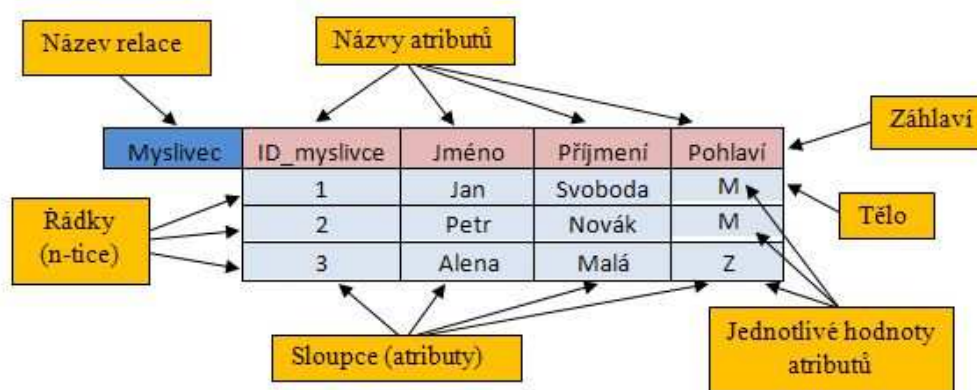 Název relace
Názvy atributů
Záhlaví
Myslivec ID_myslivce Jméno Příjmení Pohlaví
1 Jan Svoboda M
2 Petr Novák M
3 Alena Malá Z
Řádky
(n-tice)
Tělo
Sloupce (atributy)
Jednotlivé hodnoty
atributů